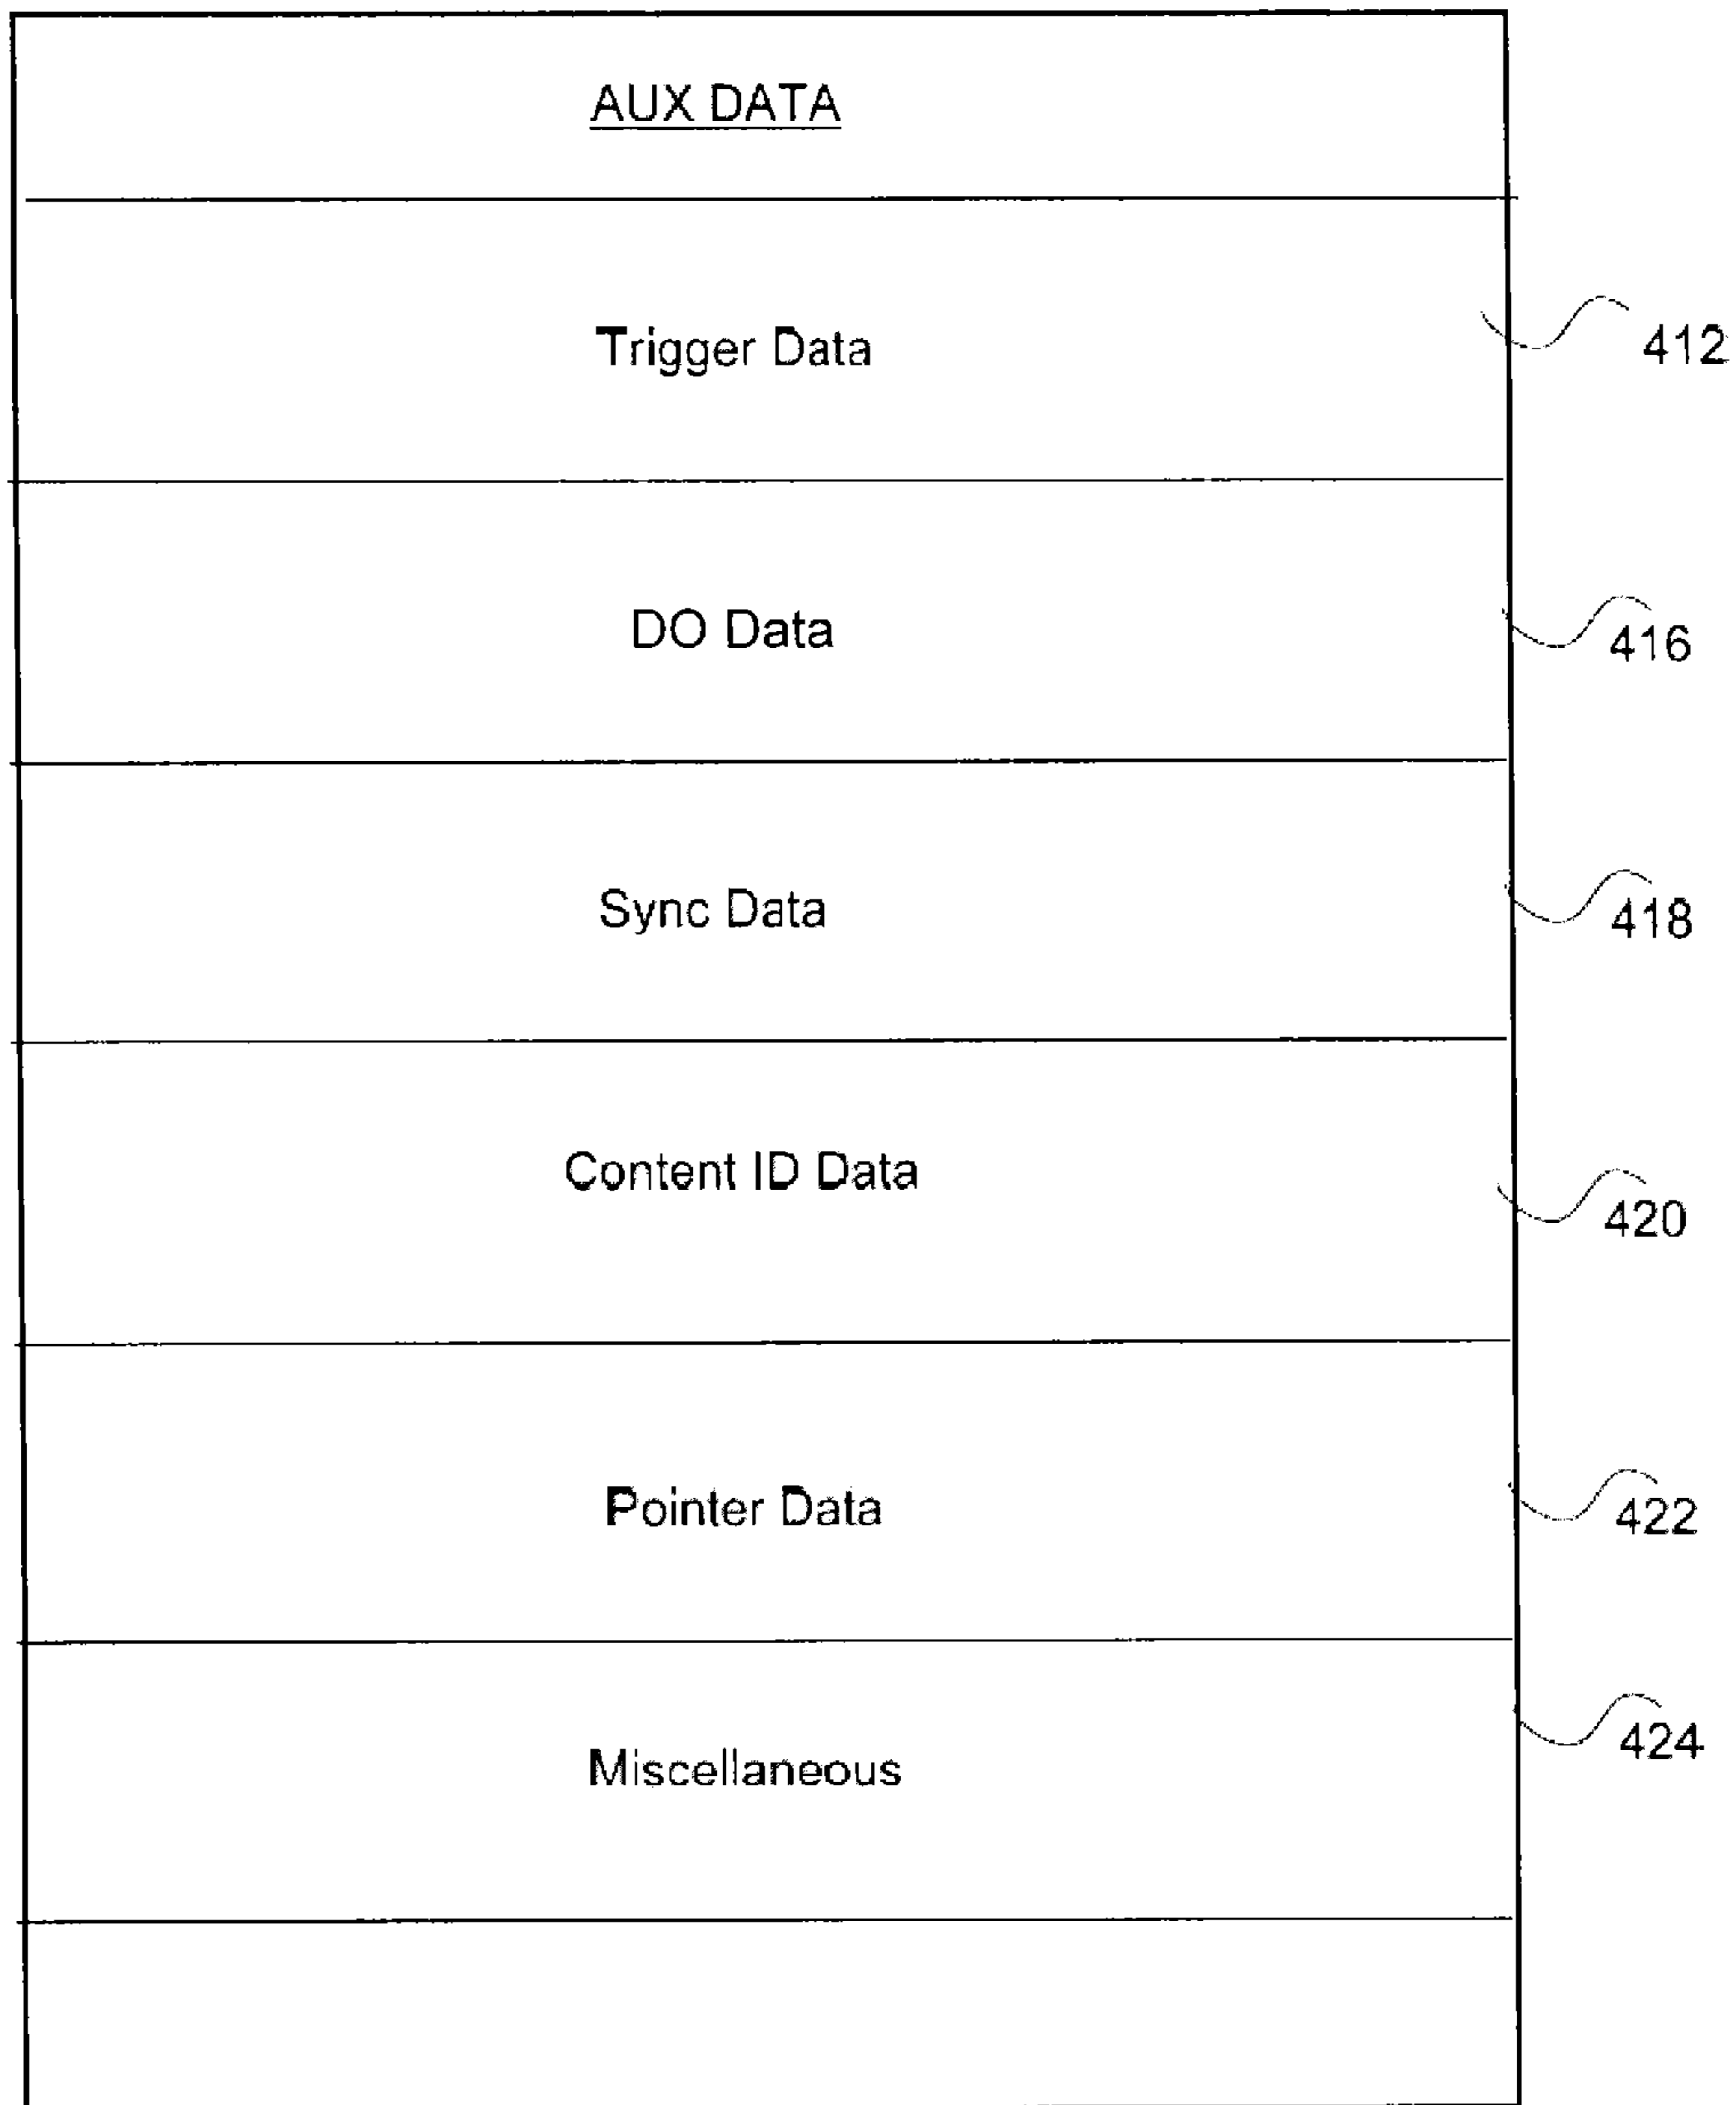 AUX DATA
Trigger Data
412
DO Data
416
Sync Data
418
Content ID Data
420
Pointer Data
422
Miscellaneous
424